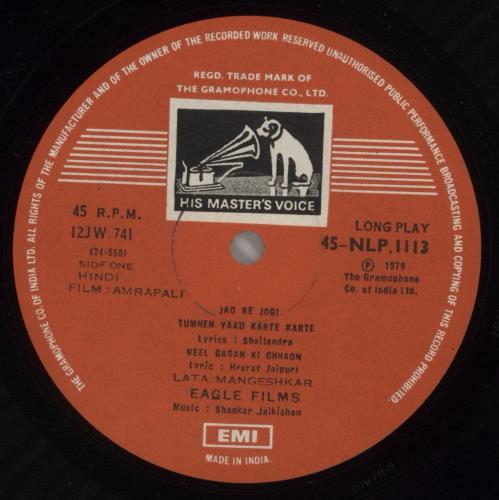 THE GRAMOPHONE CO. OF INDIA LTD. ALL RIGHTS OF THE MANUFACTURER AND OF THE OWNER OF THE RECORDED WORK RESERVED UNAUTHORISED PUBLIC PERFORMANCE BROADCASTING AND COPYING OF THIS RECORD PROHIBITED.
REGD. TRADE MARK OF
THE GRAMOPHONE CO., LTD.
HIS MASTER'S VOICE
45 R.P.M.
12JW.741
(24-060)
SIDE ONE
HINDI
FILM : AMRAPALI
LONG PLAY
45-NLP.1113
Ⓟ 1979
The Gramophone
Co. of India Ltd.
JAO RE JOGI
TUMHEN YAAD KARTE KARTE
Lyrics : Shailendra
NEEL GAGAN KI CHHAON
Lyric : Hasrat Jaipuri
LATA MANGESHKAR
EAGLE FILMS
Music : Shankar Jaikishan
EMI
MADE IN INDIA.